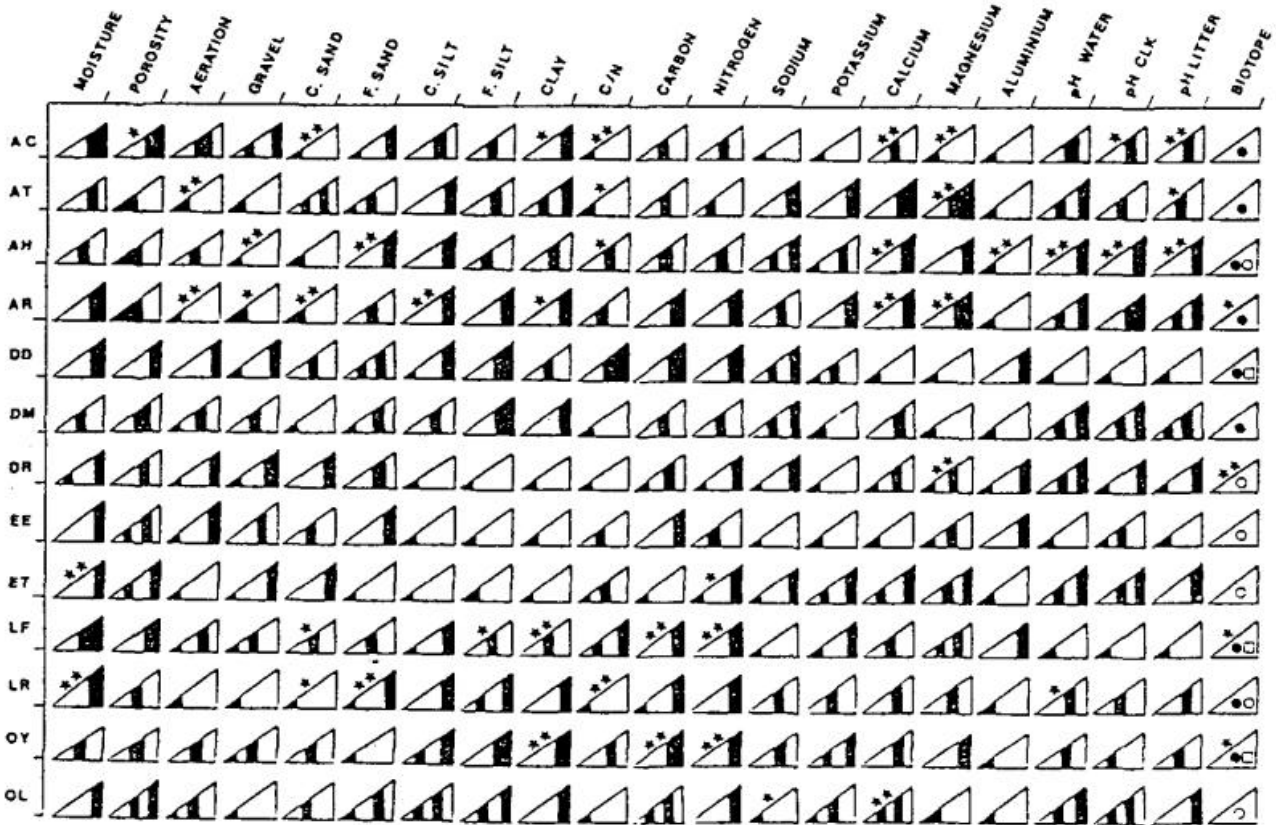 MOISTURE POROSITY AERATION GRAVEL C. SAND F. SAND C. SILT F. SILT CLAY C/N CARBON NITROGEN SODIUM POTASSIUM CALCIUM MAGNESIUM ALUMINIUM pH WATER pH CLK pH LITTER BIOTOPE
AC
AT
AH
AR
DD
DM
OR
EE
ET
LF
LR
OY
OL